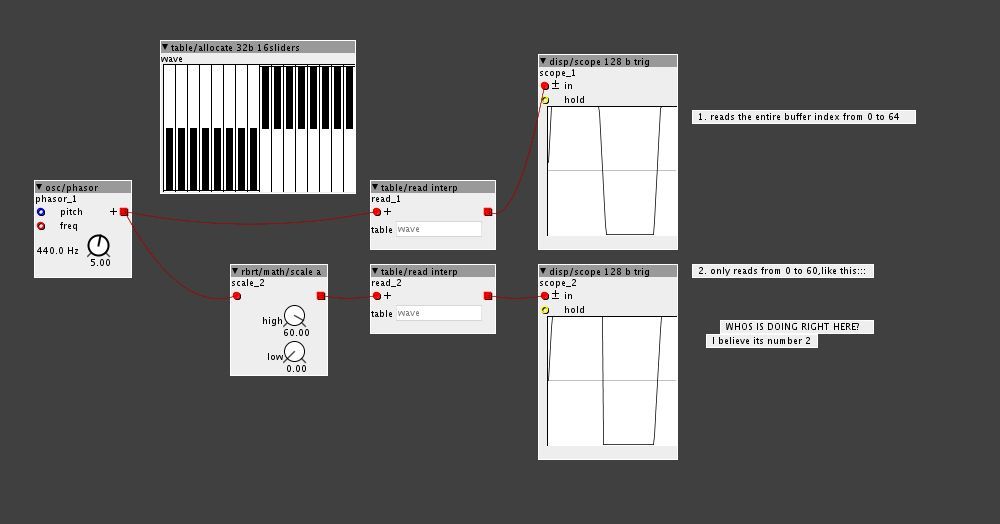 table/allocate 32b 16sliders
wave
osc/phasor
phasor_1
pitch
+
freq
440.0 Hz
5.00
table/read interp
read_1
+
table wave
disp/scope 128 b trig
scope_1
± in
hold
1. reads the entire buffer index from 0 to 64
rbrt/math/scale a
scale_2
high
60.00
low
0.00
table/read interp
read_2
+
table wave
disp/scope 128 b trig
scope_2
± in
hold
2. only reads from 0 to 60,like this:::
WHOS IS DOING RIGHT HERE?
I believe its number 2